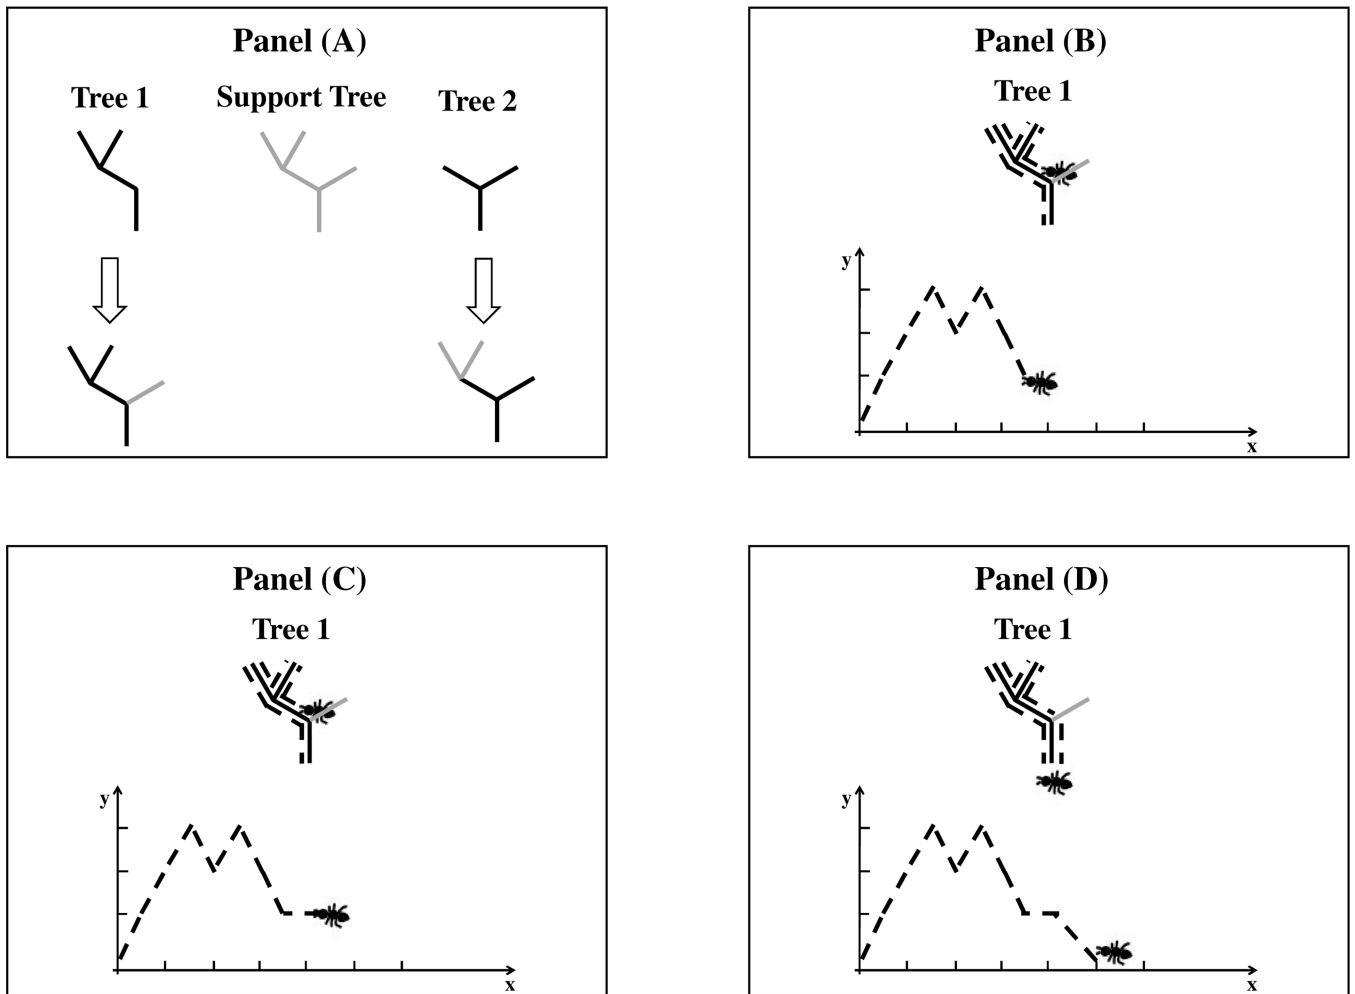 Panel (A)
Tree 1
Support Tree
Tree 2
Panel (B)
Tree 1
y
x
Panel (C)
Tree 1
y
x
Panel (D)
Tree 1
y
x